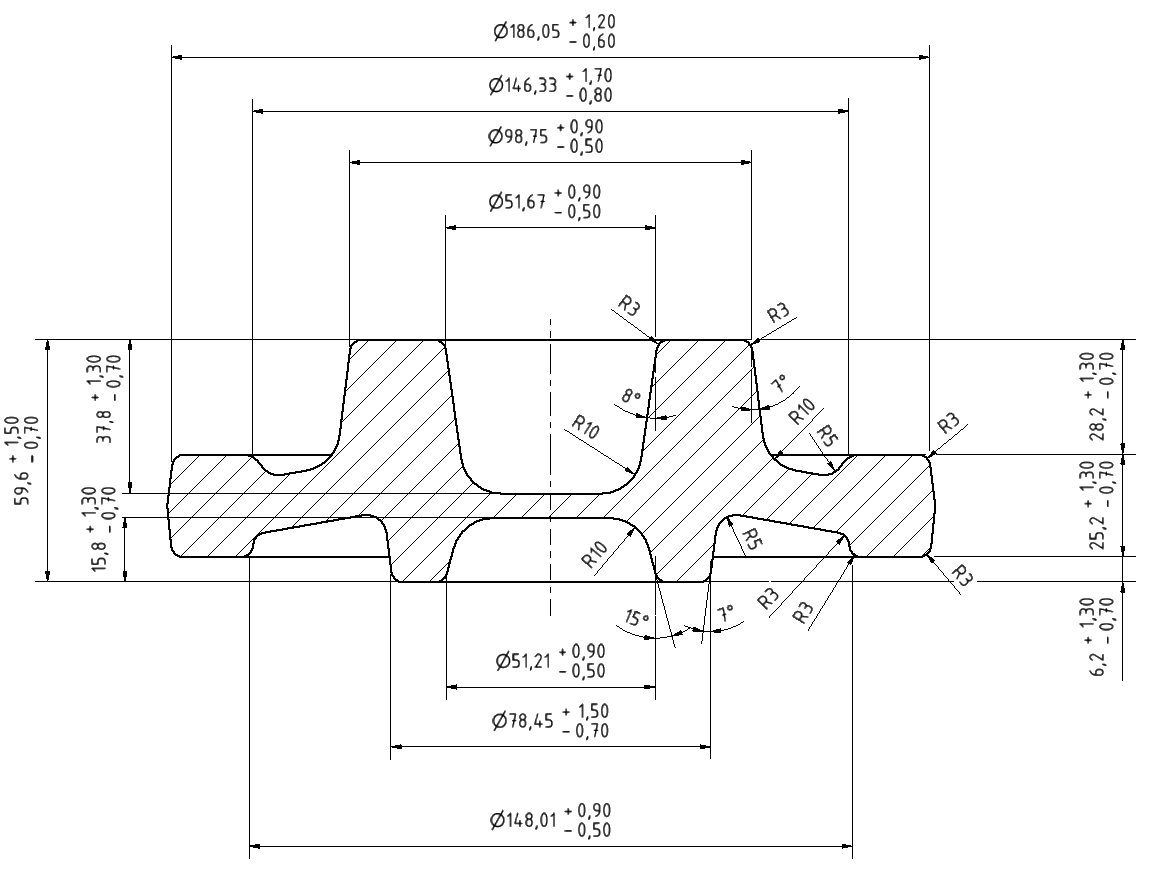 Ø186,05 + 1,20
- 0,60
Ø146,33 + 1,70
- 0,80
Ø98,75 + 0,90
- 0,50
Ø51,67 + 0,90
- 0,50
R3
R3
37,8 + 1,30
- 0,70
28,2 + 1,30
- 0,70
8°
7°
R10
R10
R5
R3
59,6 + 1,50
- 0,70
15,8 + 1,30
- 0,70
25,2 + 1,30
- 0,70
R10
R5
R3
R3
R3
15°
7°
6,2 + 1,30
- 0,70
Ø51,21 + 0,90
- 0,50
Ø78,45 + 1,50
- 0,70
Ø148,01 + 0,90
- 0,50